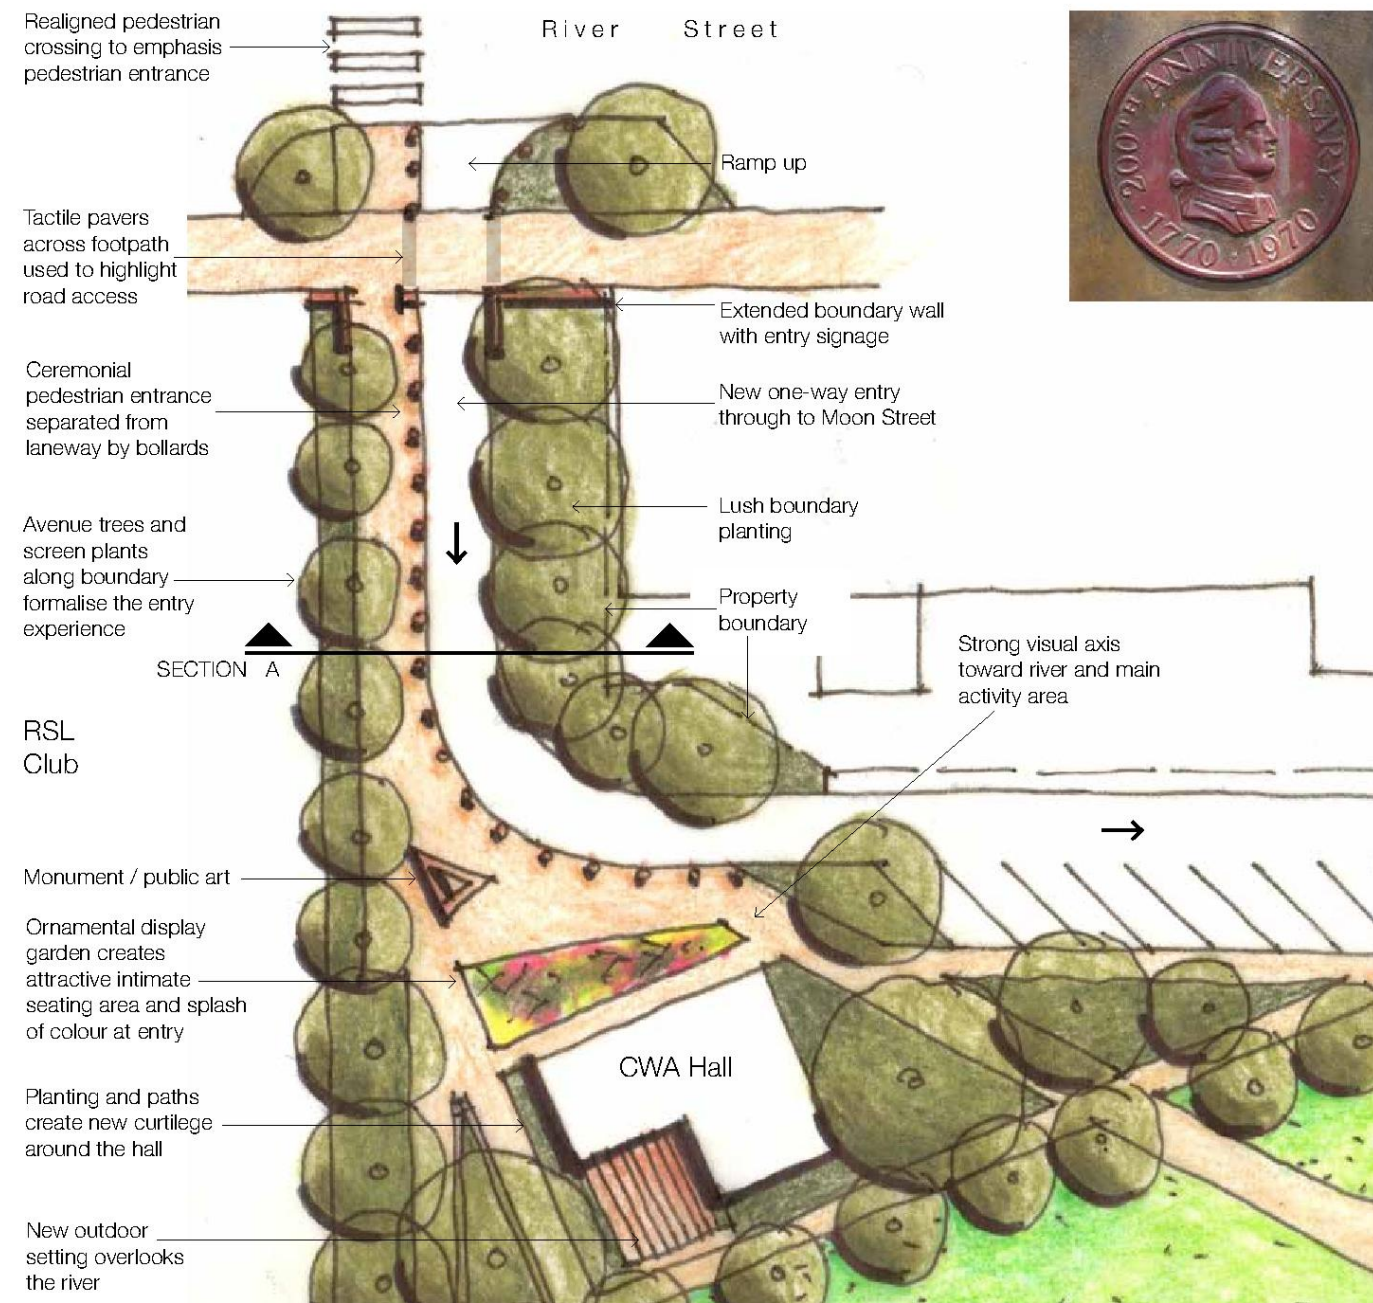 Realigned pedestrian
crossing to emphasis
pedestrian entrance
River Street
200TH ANNIVERSARY
· 1770 · 1970 ·
Ramp up
Tactile pavers
across footpath
used to highlight
road access
Extended boundary wall
with entry signage
Ceremonial
pedestrian entrance
separated from
laneway by bollards
New one-way entry
through to Moon Street
Lush boundary
planting
Avenue trees and
screen plants
along boundary
formalise the entry
experience
Property
boundary
Strong visual axis
toward river and main
activity area
SECTION A
RSL
Club
Monument / public art
Ornamental display
garden creates
attractive intimate
seating area and splash
of colour at entry
CWA Hall
Planting and paths
create new curtilege
around the hall
New outdoor
setting overlooks
the river